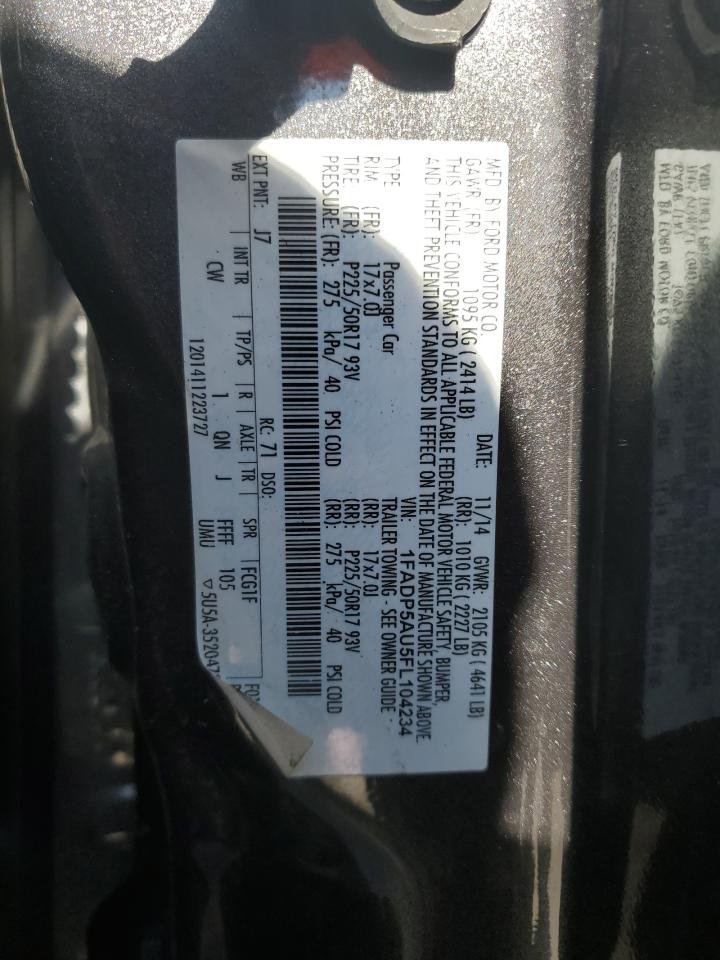 MFD. BY FORD MOTOR CO.
DATE: 11/14 GVWR: 2105 KG ( 4641 LB)
GAWR: (FR) 1095 KG ( 2414 LB) (RR): 1010 KG ( 2227 LB)
THIS VEHICLE CONFORMS TO ALL APPLICABLE FEDERAL MOTOR VEHICLE SAFETY, BUMPER,
AND THEFT PREVENTION STANDARDS IN EFFECT ON THE DATE OF MANUFACTURE SHOWN ABOVE.
VIN: 1FADP5AU5FL104234
TYPE Passenger Car TRAILER TOWING - SEE OWNER GUIDE -
RIM (FR): 17x7.0J (RR): 17x7.0J
TIRE: (FR): P225/50R17 93V (RR): P225/50R17 93V
PRESSURE: (FR): 275 kPa/ 40 PSI COLD (RR): 275 kPa/ 40 PSI COLD
EXT PNT: J7 RC: 71 DSO:
WB INT TR TP/PS R AXLE TR SPR FCG1F
CW 1 QN J FFFF 105
1201411223727 UMU ▽5U5A-352047